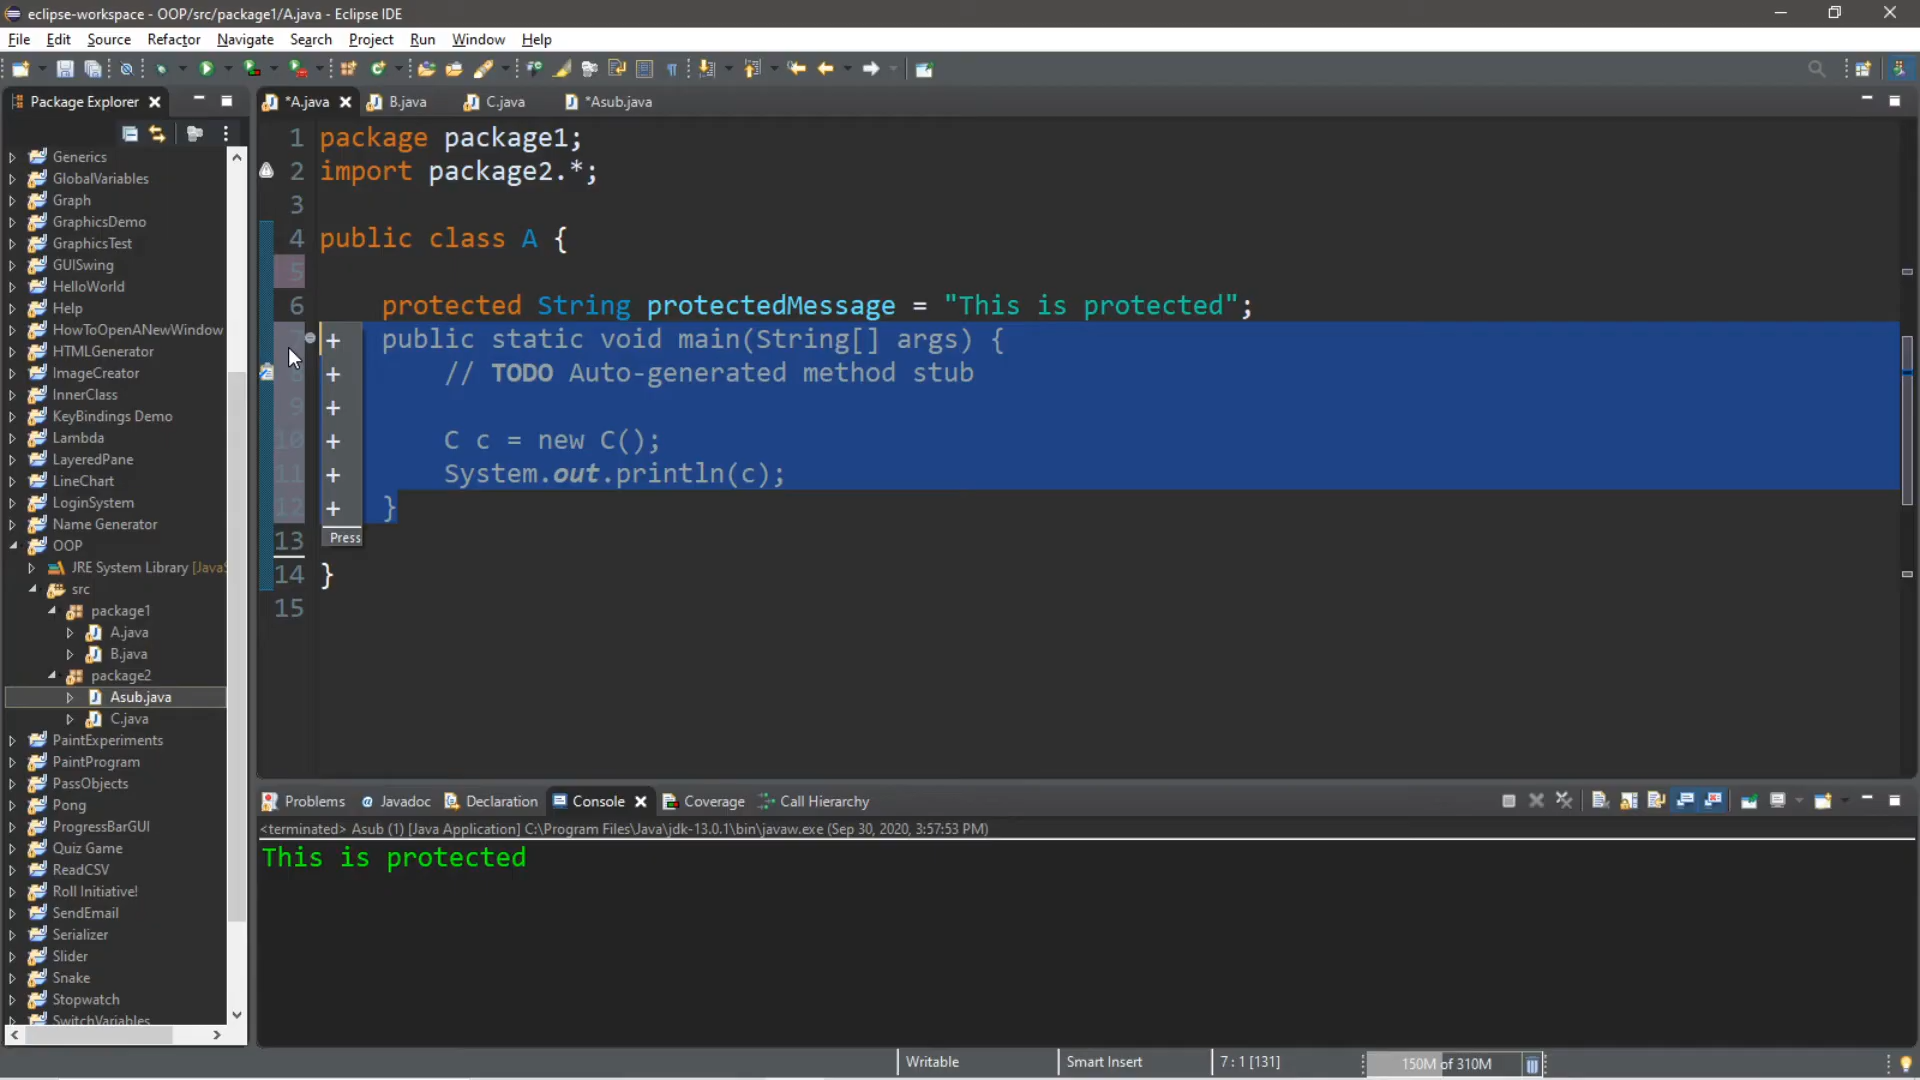 eclipse-workspace - OOP/src/package1/A.java - Eclipse IDE
File Edit Source Refactor Navigate Search Project Run Window Help
Package Explorer
*A.java B.java C.java *Asub.java
Generics
GlobalVariables
Graph
GraphicsDemo
GraphicsTest
GUISwing
HelloWorld
Help
HowToOpenANewWindow
HTMLGenerator
ImageCreator
InnerClass
KeyBindings Demo
Lambda
LayeredPane
LineChart
LoginSystem
Name Generator
OOP
JRE System Library [JavaS
src
package1
A.java
B.java
package2
Asub.java
C.java
PaintExperiments
PaintProgram
PassObjects
Pong
ProgressBarGUI
Quiz Game
ReadCSV
Roll Initiative!
SendEmail
Serializer
Slider
Snake
Stopwatch
SwitchVariables
1 package package1;
2 import package2.*;
3
4 public class A {
5
6 protected String protectedMessage = "This is protected";
+ public static void main(String[] args) {
8 + // TODO Auto-generated method stub
9 +
10 + C c = new C();
11 + System.out.println(c);
12 + }
13 Press
14 }
15
Problems @ Javadoc Declaration Console Coverage Call Hierarchy
<terminated> Asub (1) [Java Application] C:\Program Files\Java\jdk-13.0.1\bin\javaw.exe (Sep 30, 2020, 3:57:53 PM)
This is protected
Writable Smart Insert 7 : 1 [131] 150M of 310M